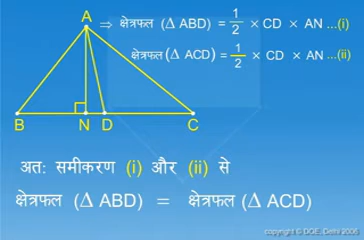 A
⇒ क्षेत्रफल (Δ ABD) = 1/2 × CD × AN ...(i)
क्षेत्रफल (Δ ACD) = 1/2 × CD × AN ...(ii)
B N D C
अतः समीकरण (i) और (ii) से
क्षेत्रफल (Δ ABD) = क्षेत्रफल (Δ ACD)
copyright © DOE, Delhi 2006